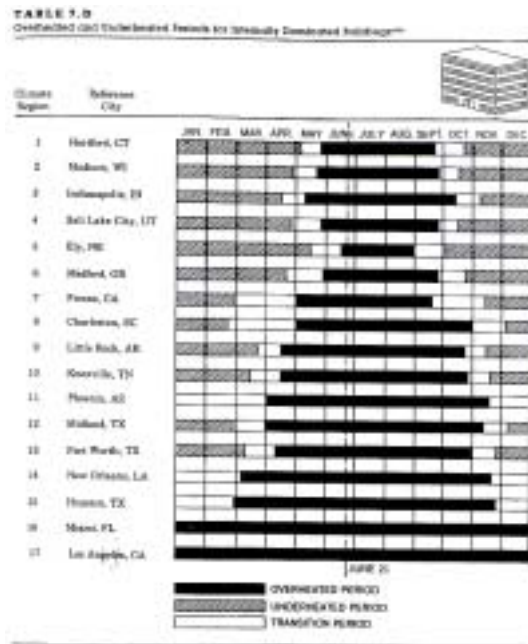 TABLE 9.D
Overheated and Underheated Periods for Internally Dominated Buildings
Climate Region
Reference City
JAN FEB MAR APR MAY JUNE JULY AUG SEPT OCT NOV DEC
1 Hartford, CT
2 Madison, WI
3 Indianapolis, IN
4 Salt Lake City, UT
5 Ely,
6 Medford, OR
7 Fresno, CA
8 Charleston, SC
9 Little Rock, AR
10 Knoxville, TN
11 Phoenix, AZ
12 Midland, TX
13 Fort Worth, TX
14 New Orleans, LA
15 Houston, TX
16 Miami, FL
17 Los Angeles, CA
JUNE 21
OVERHEATED PERIOD
UNDERHEATED PERIOD
TRANSITION PERIOD